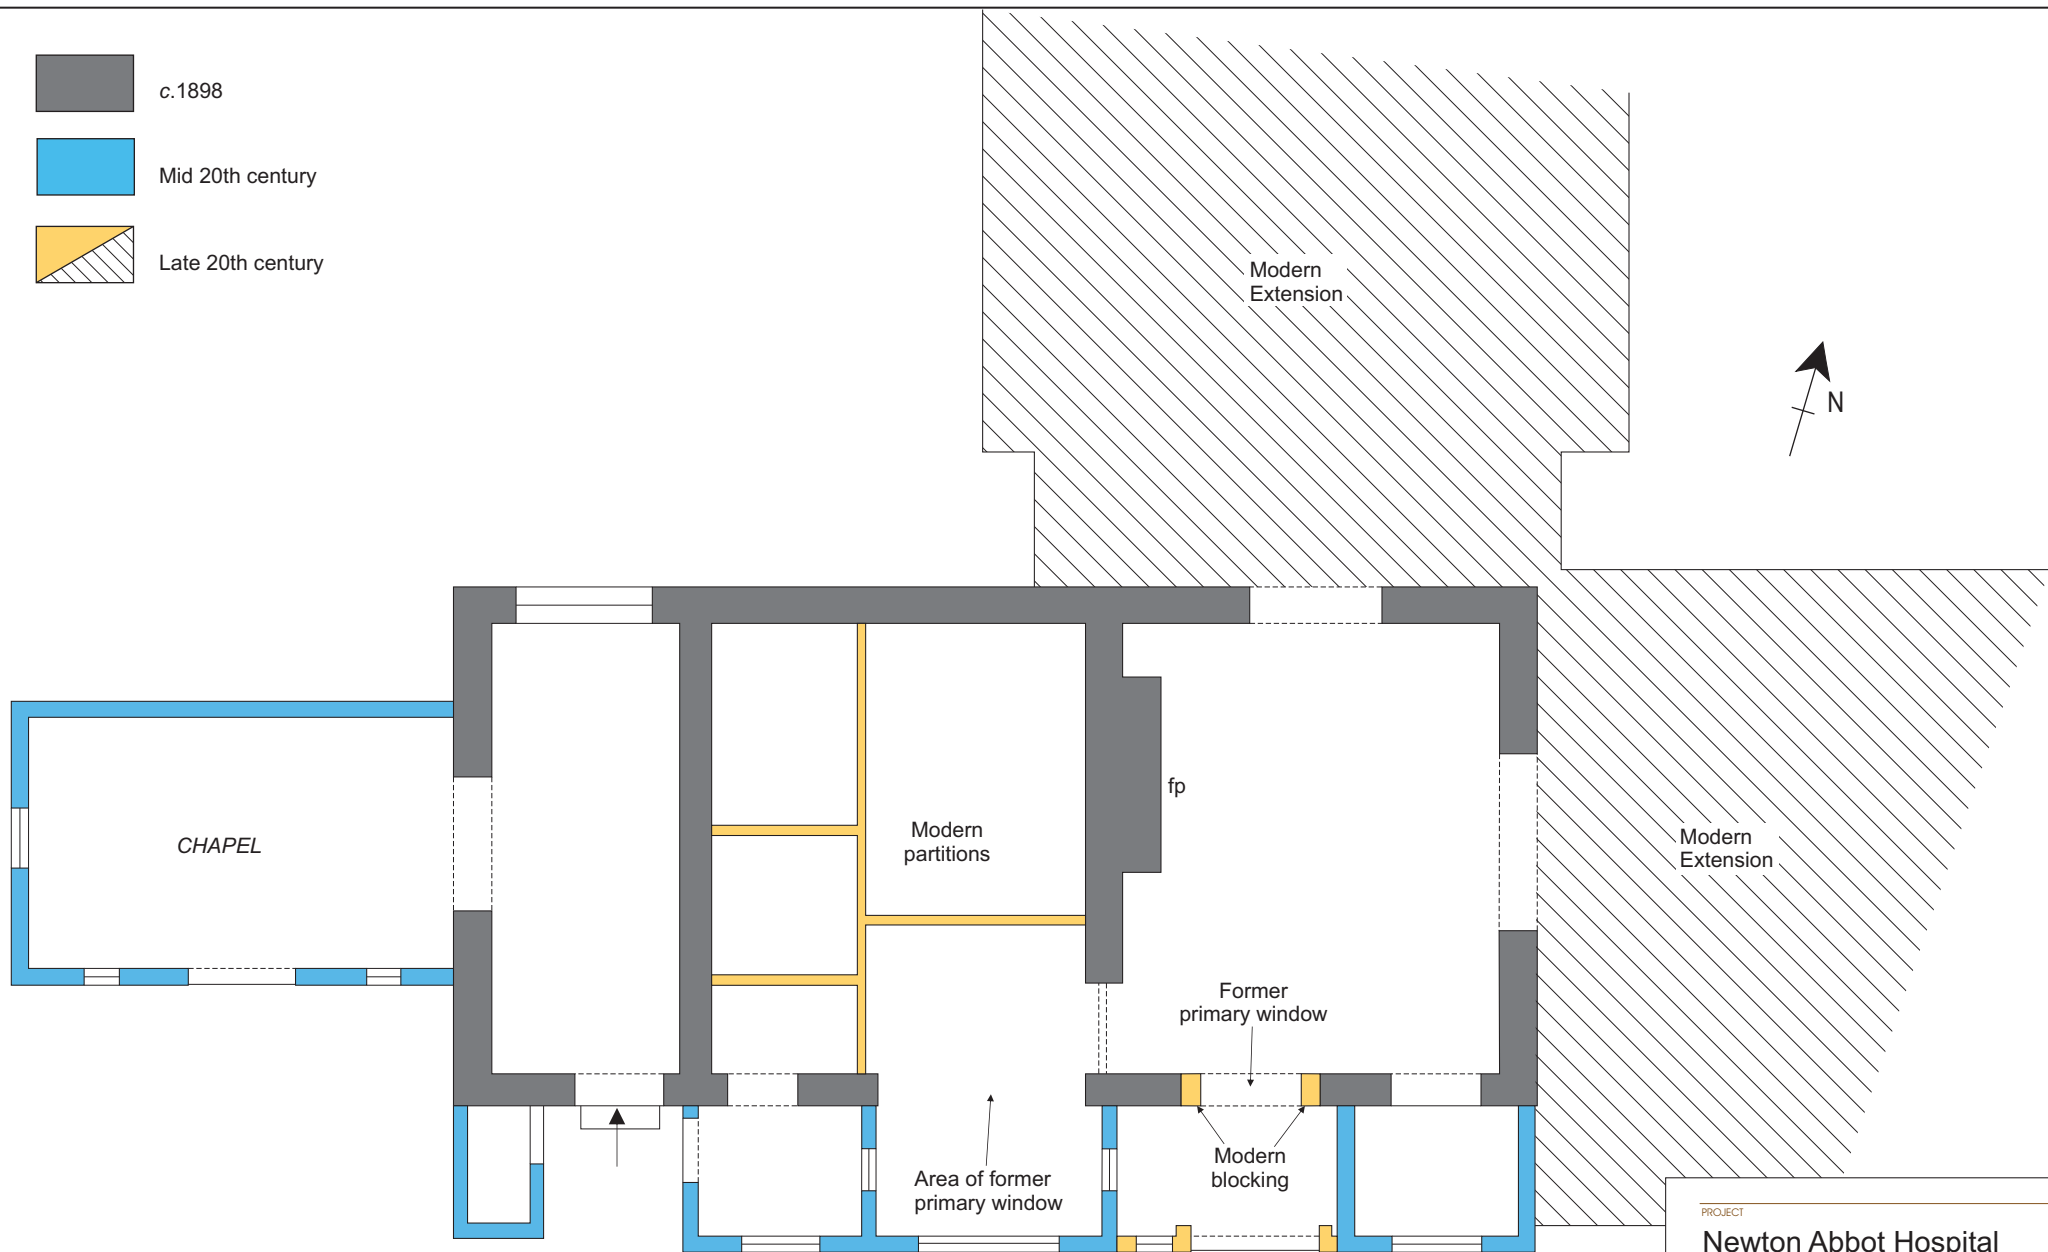 c.1898
Mid 20th century
Late 20th century
Modern
Extension
N
CHAPEL
Modern
partitions
fp
Modern
Extension
Former
primary window
Modern
blocking
Area of former
primary window
PROJECT
Newton Abbot Hospital